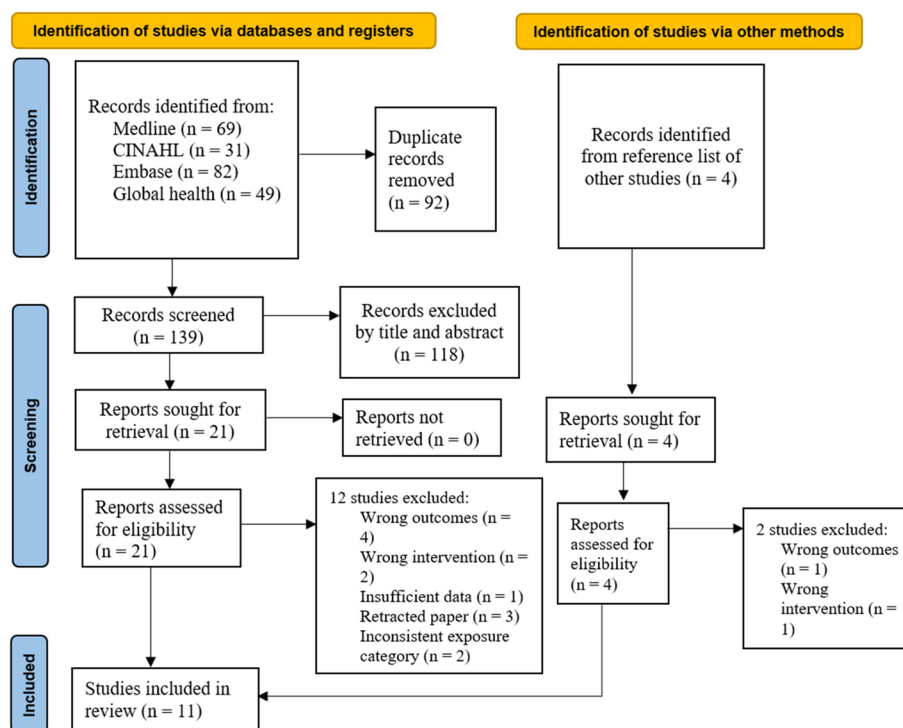 Identification of studies via databases and registers
Identification of studies via other methods
Identification
Records identified from:
Medline (n = 69)
CINAHL (n = 31)
Embase (n = 82)
Global health (n = 49)
Duplicate
records
removed
(n = 92)
Records identified
from reference list of
other studies (n = 4)
Screening
Records screened
(n = 139)
Records excluded
by title and abstract
(n = 118)
Reports sought for
retrieval (n = 21)
Reports not
retrieved (n = 0)
Reports sought for
retrieval (n = 4)
Reports assessed
for eligibility
(n = 21)
12 studies excluded:
Wrong outcomes (n =
4)
Wrong intervention (n =
2)
Insufficient data (n = 1)
Retracted paper (n = 3)
Inconsistent exposure
category (n = 2)
Reports
assessed for
eligibility
(n = 4)
2 studies excluded:
Wrong outcomes
(n = 1)
Wrong
intervention (n =
1)
Included
Studies included in
review (n = 11)